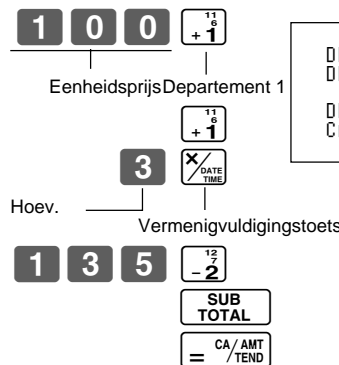 1 0 0 11 6 +1
Eenheidsprijs Departement 1
11 6 +1
3 ×/DATE TIME
Hoev.
Vermenigvuldigingstoets
1 3 5 12 7 -2
SUB TOTAL
= CA/AMT /TEND